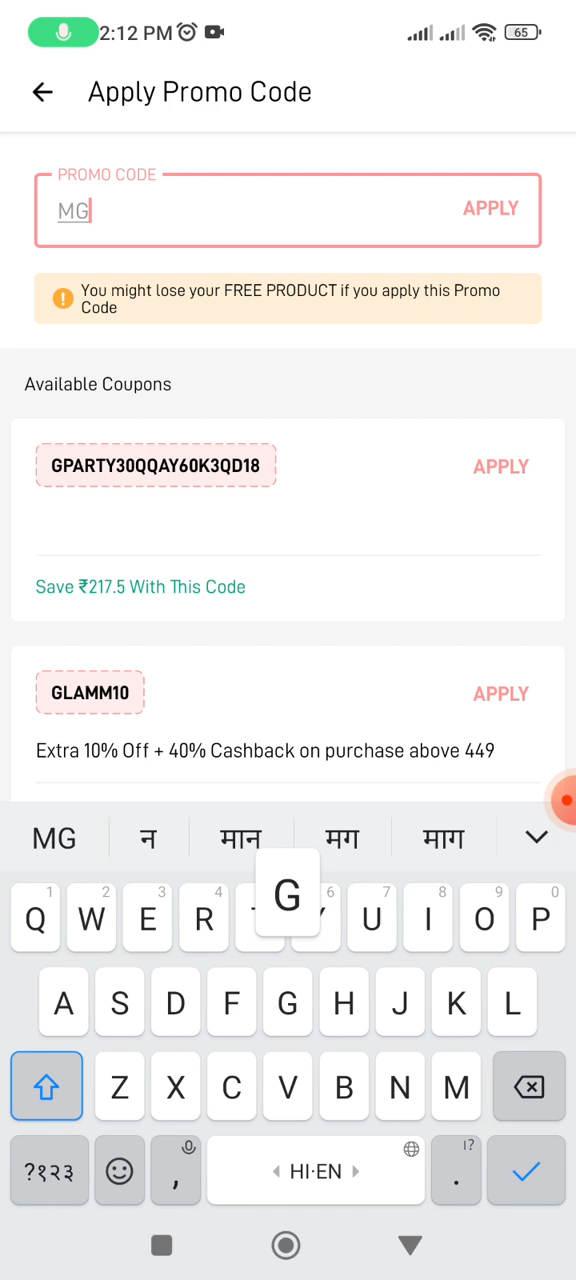 2:12 PM
65
Apply Promo Code
PROMO CODE
MG
APPLY
You might lose your FREE PRODUCT if you apply this Promo
Code
Available Coupons
GPARTY30QQAY60K3QD18
APPLY
Save ₹217.5 With This Code
GLAMM10
APPLY
Extra 10% Off + 40% Cashback on purchase above 449
MG न मान मग माग
G
1 2 3 4 6 7 8 9 0
Q W E R U I O P
A S D F G H J K L
Z X C V B N M
?१२३ , HI·EN . !?